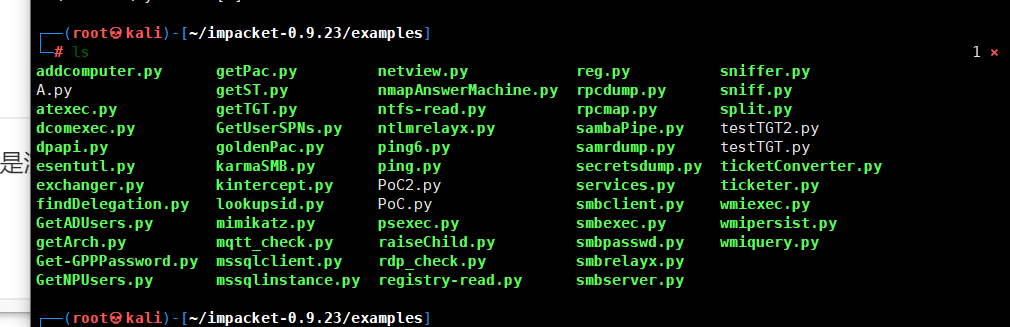 ┌──(root💀kali)-[~/impacket-0.9.23/examples]
└─# ls 1 ⨯
addcomputer.py getPac.py netview.py reg.py sniffer.py
A.py getST.py nmapAnswerMachine.py rpcdump.py sniff.py
atexec.py getTGT.py ntfs-read.py rpcmap.py split.py
dcomexec.py GetUserSPNs.py ntlmrelayx.py sambaPipe.py testTGT2.py
dpapi.py goldenPac.py ping6.py samrdump.py testTGT.py
是
esentutl.py karmaSMB.py ping.py secretsdump.py ticketConverter.py
exchanger.py kintercept.py PoC2.py services.py ticketer.py
findDelegation.py lookupsid.py PoC.py smbclient.py wmiexec.py
GetADUsers.py mimikatz.py psexec.py smbexec.py wmipersist.py
getArch.py mqtt_check.py raiseChild.py smbpasswd.py wmiquery.py
Get-GPPPassword.py mssqlclient.py rdp_check.py smbrelayx.py
GetNPUsers.py mssqlinstance.py registry-read.py smbserver.py
┌──(root💀kali)-[~/impacket-0.9.23/examples]